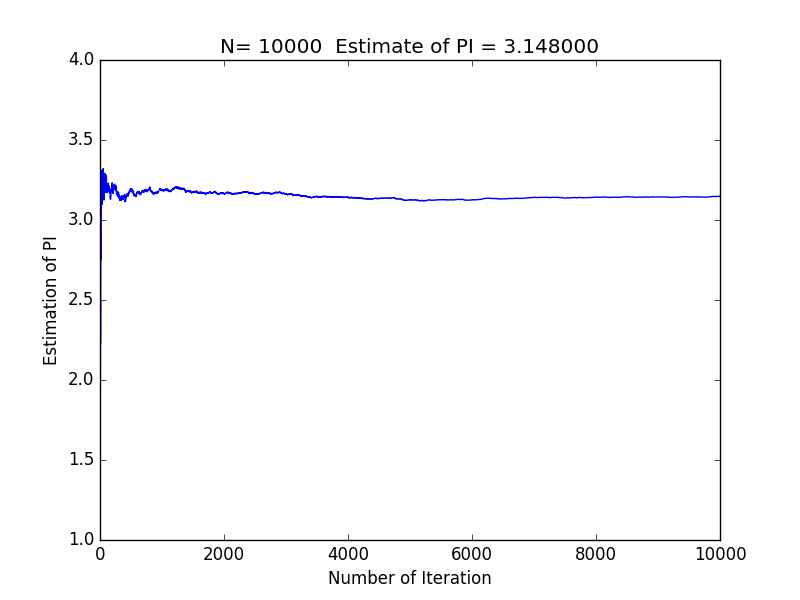 N= 10000  Estimate of PI = 3.148000
4.0
3.5
3.0
2.5
2.0
1.5
1.0
Estimation of PI
0 2000 4000 6000 8000 10000
Number of Iteration